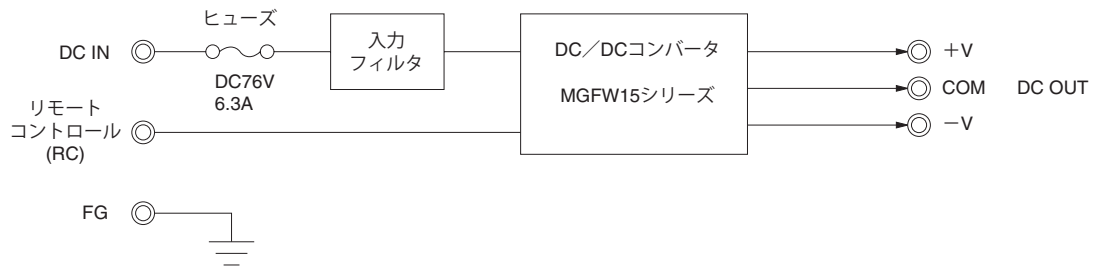 ヒューズ
DC IN
DC76V
6.3A
入力
フィルタ
DC／DCコンバータ
MGFW15シリーズ
＋V
COM
DC OUT
−V
リモート
コントロール
(RC)
FG